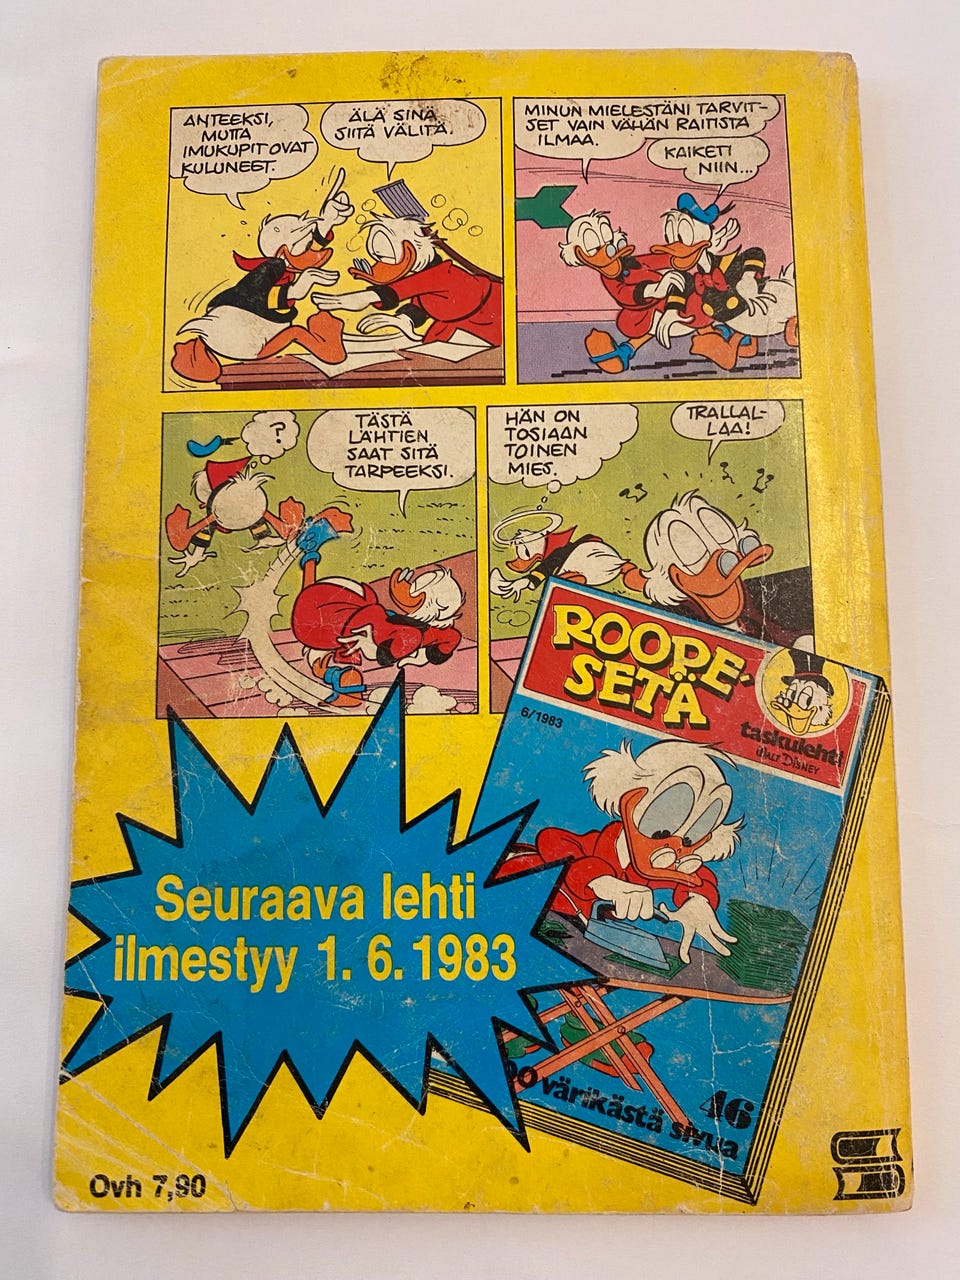 ANTEEKSI,
MUTTA
IMUKUPIT OVAT
KULUNEET.
ÄLÄ SINÄ
SIITÄ VÄLITÄ.
MINUN MIELESTÄNI TARVIT-
SET VAIN VÄHÄN RAITISTA
ILMAA.
KAIKETI
NIIN...
?
TÄSTÄ
LÄHTIEN
SAAT SITÄ
TARPEEKSI.
HÄN ON
TOSIAAN
TOINEN
MIES.
TRALLAL-
LAA!
ROOPE-
SETÄ
6/1983
taskulehti
WALT DISNEY
Seuraava lehti
ilmestyy 1. 6. 1983
värikästä sivua
46
Ovh 7,90